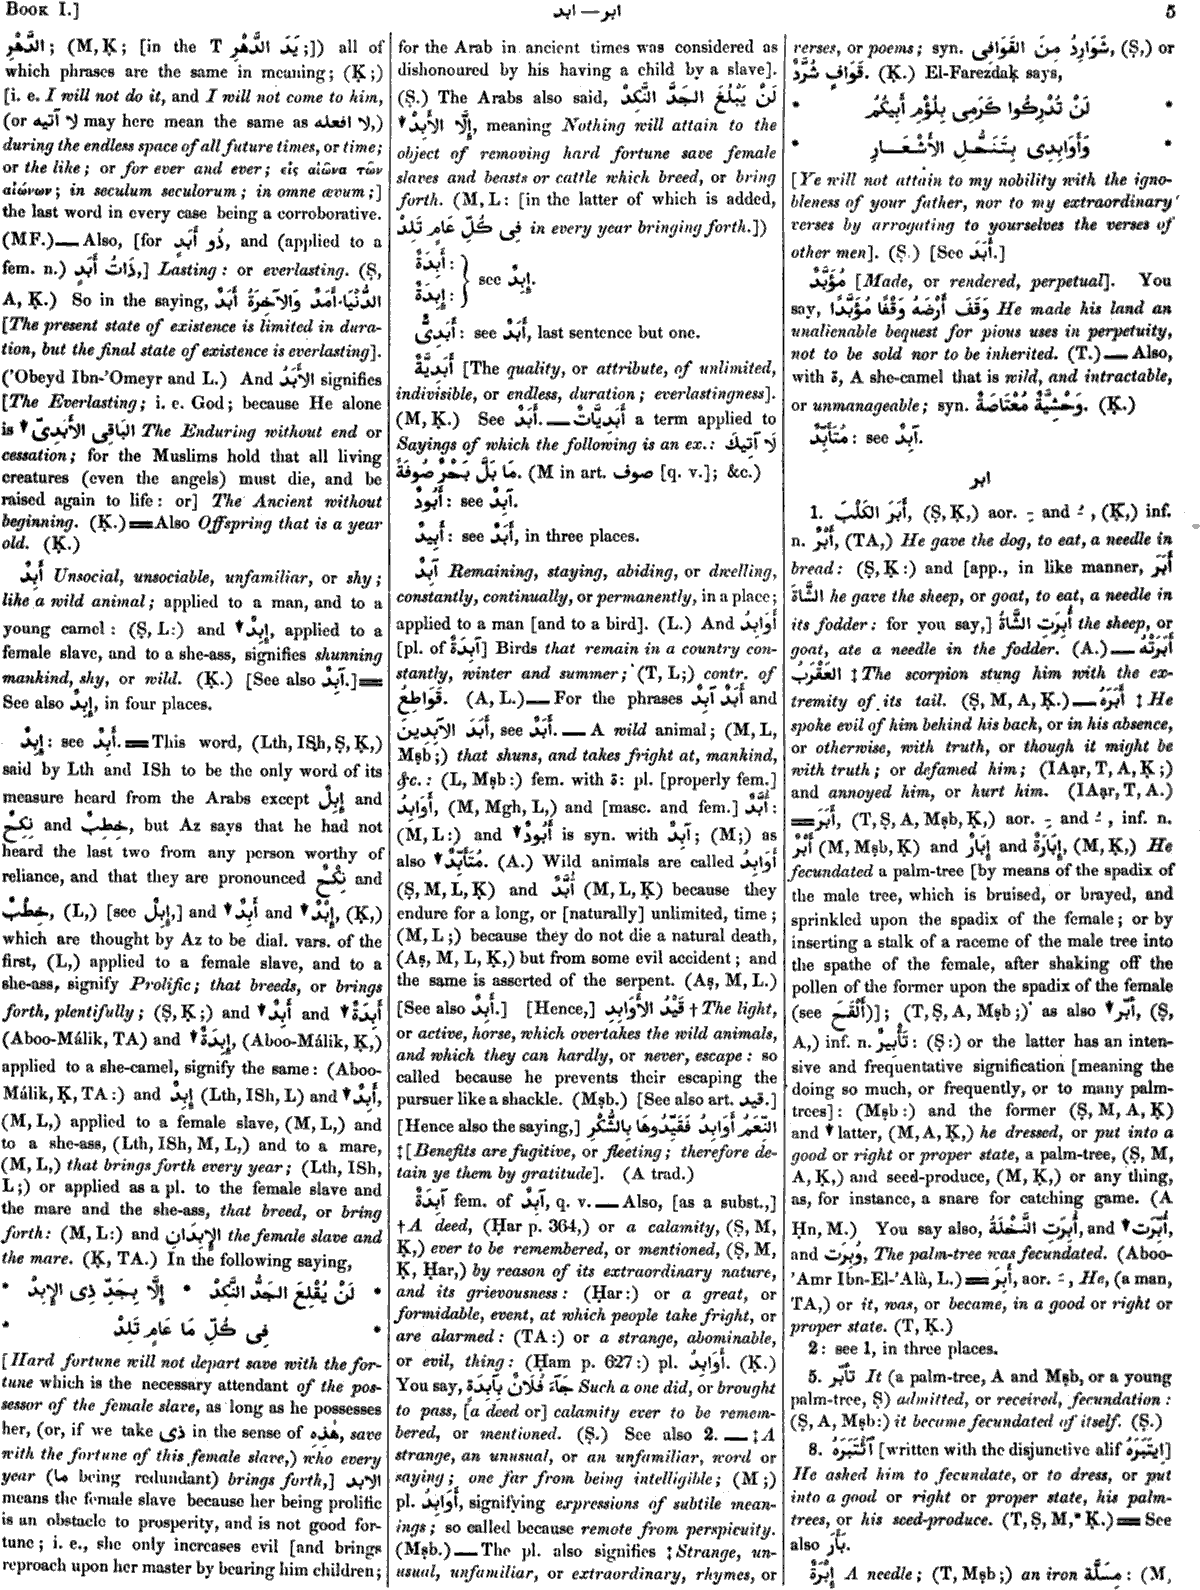 BOOK I.]
ابد — ابر
5
الدَّهْرِ; (M, Ḳ; [in the T يَدَ الدَّهْرِ;]) all of
which phrases are the same in meaning; (Ḳ;)
[i. e. I will not do it, and I will not come to him,
(or لا آتيه may here mean the same as لا افعله,)
during the endless space of all future times, or time;
or the like; or for ever and ever; εἰς αἰῶνα τῶν
αἰώνων; in seculum seculorum; in omne ævum;]
the last word in every case being a corroborative.
(MF.) — Also, [for ذُو أَبَدٍ, and (applied to a
fem. n.) ذَاتُ أَبَدٍ,] Lasting: or everlasting. (Ṣ,
A, Ḳ.) So in the saying, الدُّنْيَا أَمَدٌ وَالآخِرَةُ أَبَدٌ
[The present state of existence is limited in dura-
tion, but the final state of existence is everlasting].
('Obeyd Ibn-'Omeyr and L.) And الأَبَدُ signifies
[The Everlasting; i. e. God; because He alone
is البَاقِى الأَبَدِىُّ The Enduring without end or
cessation; for the Muslims hold that all living
creatures (even the angels) must die, and be
raised again to life: or] The Ancient without
beginning. (Ḳ.) = Also Offspring that is a year
old. (Ḳ.)
أَبِدٌ Unsocial, unsociable, unfamiliar, or shy;
like a wild animal; applied to a man, and to a
young camel: (Ṣ, L:) and إِبِدٌ, applied to a
female slave, and to a she-ass, signifies shunning
mankind, shy, or wild. (Ḳ.) [See also آبِدٌ.] =
See also إِبِدٌ, in four places.
إِبِدٌ: see أَبِدٌ. = This word, (Lth, ISh, Ṣ, Ḳ,)
said by Lth and ISh to be the only word of its
measure heard from the Arabs except إِبِلٌ and
نِكِحٌ and خِطِبٌ, but Az says that he had not
heard the last two from any person worthy of
reliance, and that they are pronounced نِكْحٌ and
خِطْبٌ, (L,) [see إِبِلٌ,] and أَبِدٌ and إِبْدٌ, (Ḳ,)
which are thought by Az to be dial. vars. of the
first, (L,) applied to a female slave, and to a
she-ass, signify Prolific; that breeds, or brings
forth, plentifully; (Ṣ, Ḳ;) and أَبِدٌ and أَبِدَةٌ
(Aboo-Málik, TA) and إِبِدَةٌ, (Aboo-Málik, Ḳ,)
applied to a she-camel, signify the same: (Aboo-
Málik, Ḳ, TA:) and إِبِدٌ (Lth, ISh, L) and أَبِدٌ,
(M, L,) applied to a female slave, (M, L,) and
to a she-ass, (Lth, ISh, M, L,) and to a mare,
(M, L,) that brings forth every year; (Lth, ISh,
L;) or applied as a pl. to the female slave and
the mare and the she-ass, that breed, or bring
forth: (M, L:) and الإِبِدَانِ the female slave and
the mare. (Ḳ, TA.) In the following saying,
* لَنْ يُقْلِعَ الجَدُّ النَّكِدْ * إِلَّا بِجَدِّ ذِى الإِبِدْ *
* فِى كُلِّ مَا عَامٍ تَلِدْ *
[Hard fortune will not depart save with the for-
tune which is the necessary attendant of the pos-
sessor of the female slave, as long as he possesses
her, (or, if we take ذى in the sense of هٰذِهِ, save
with the fortune of this female slave,) who every
year (ما being redundant) brings forth,] الابد
means the female slave because her being prolific
is an obstacle to prosperity, and is not good for-
tune; i. e., she only increases evil [and brings
reproach upon her master by bearing him children;
for the Arab in ancient times was considered as
dishonoured by his having a child by a slave].
(Ṣ.) The Arabs also said, لَنْ يَبْلُغَ الجَدَّ النَّكِدْ
إِلَّا الأَبِدْ, meaning Nothing will attain to the
object of removing hard fortune save female
slaves and beasts or cattle which breed, or bring
forth. (M, L: [in the latter of which is added,
فِى كُلِّ عَامٍ تَلِدْ in every year bringing forth.])
أَبِدَةٌ:
إِبِدَةٌ: } see إِبِدٌ.
أَبَدِىٌّ: see أَبَدٌ, last sentence but one.
أَبَدِيَّةٌ [The quality, or attribute, of unlimited,
indivisible, or endless, duration; everlastingness].
(M, Ḳ.) See أَبَدٌ. — أَبَدِيَّاتٌ a term applied to
Sayings of which the following is an ex.: لَا آتِيكَ
مَا بَلَّ بَحْرٌ صُوفَةً. (M in art. صوف [q. v.]; &c.)
أَبُودٌ: see آبِدٌ.
أَبِيدٌ: see أَبَدٌ, in three places.
آبِدٌ Remaining, staying, abiding, or dwelling,
constantly, continually, or permanently, in a place;
applied to a man [and to a bird]. (L.) And أَوَابِدُ
[pl. of آبِدَةٌ] Birds that remain in a country con-
stantly, winter and summer; (T, L;) contr. of
قَوَاطِعُ. (A, L.) — For the phrases أَبَدٌ آبِدٌ and
أَبَدَ الآبِدِينَ, see أَبَدٌ. — A wild animal; (M, L,
Mṣb;) that shuns, and takes fright at, mankind,
&c.: (L, Mṣb:) fem. with ة: pl. [properly fem.]
أَوَابِدُ, (M, Mgh, L,) and [masc. and fem.] أُبَّدٌ:
(M, L:) and أَبُودٌ is syn. with آبِدٌ; (M;) as
also مُتَأَبِّدٌ. (A.) Wild animals are called أَوَابِدُ
(Ṣ, M, L, Ḳ) and أُبَّدٌ (M, L, Ḳ) because they
endure for a long, or [naturally] unlimited, time;
(M, L;) because they do not die a natural death,
(Aṣ, M, L, Ḳ,) but from some evil accident; and
the same is asserted of the serpent. (Aṣ, M, L.)
[See also أَبِدٌ.] [Hence,] قَيْدُ الأَوَابِدِ † The light,
or active, horse, which overtakes the wild animals,
and which they can hardly, or never, escape: so
called because he prevents their escaping the
pursuer like a shackle. (Mṣb.) [See also art. قيد.]
[Hence also the saying,] النِّعَمُ أَوَابِدُ فَقَيِّدُوهَا بِالشُّكْرِ
‡ [Benefits are fugitive, or fleeting; therefore de-
tain ye them by gratitude]. (A trad.)
آبِدَةٌ fem. of آبِدٌ, q. v. — Also, [as a subst.,]
† A deed, (Ḥar p. 364,) or a calamity, (Ṣ, M,
Ḳ,) ever to be remembered, or mentioned, (Ṣ, M,
Ḳ, Ḥar,) by reason of its extraordinary nature,
and its grievousness: (Ḥar:) or a great, or
formidable, event, at which people take fright, or
are alarmed: (TA:) or a strange, abominable,
or evil, thing: (Ḥam p. 627:) pl. أَوَابِدُ. (Ḳ.)
You say, جَآءَ فُلَانٌ بِآبِدَةٍ Such a one did, or brought
to pass, [a deed or] calamity ever to be remem-
bered, or mentioned. (Ṣ.) See also 2. — ‡ A
strange, an unusual, or an unfamiliar, word or
saying; one far from being intelligible; (M;)
pl. أَوَابِدُ, signifying expressions of subtile mean-
ings; so called because remote from perspicuity.
(Mṣb.) — The pl. also signifies ‡ Strange, un-
usual, unfamiliar, or extraordinary, rhymes, or
verses, or poems; syn. شَوَارِدُ مِنَ القَوَافِى, (Ṣ,) or
قَوَافٍ شُرَّدٌ. (Ḳ.) El-Farezdaḳ says,
* لَنْ تُدْرِكُوا كَرَمِى بِلُؤْمِ أَبِيكُمُ *
* وَأَوَابِدِى بِتَنَحُّلِ الأَشْعَارِ *
[Ye will not attain to my nobility with the igno-
bleness of your father, nor to my extraordinary
verses by arrogating to yourselves the verses of
other men]. (Ṣ.) [See أَبَدٌ.]
مُؤَبَّدٌ [Made, or rendered, perpetual]. You
say, وَقَفَ أَرْضَهُ وَقْفًا مُؤَبَّدًا He made his land an
unalienable bequest for pious uses in perpetuity,
not to be sold nor to be inherited. (T.) — Also,
with ة, A she-camel that is wild, and intractable,
or unmanageable; syn. وَحْشِيَّةٌ مُعْتَاصَةٌ. (Ḳ.)
مُتَأَبِّدٌ: see آبِدٌ.
ابر
1. أَبَرَ الكَلْبَ, (Ṣ, Ḳ,) aor. ـِ and ـُ, (Ḳ,) inf.
n. أَبْرٌ, (TA,) He gave the dog, to eat, a needle in
bread: (Ṣ, Ḳ:) and [app., in like manner, أَبَرَ
الشَّاةَ he gave the sheep, or goat, to eat, a needle in
its fodder: for you say,] أُبِرَتِ الشَّاةُ the sheep, or
goat, ate a needle in the fodder. (A.) — أَبَرَتْهُ
العَقْرَبُ ‡ The scorpion stung him with the ex-
tremity of its tail. (Ṣ, M, A, Ḳ.) — أَبَرَهُ ‡ He
spoke evil of him behind his back, or in his absence,
or otherwise, with truth, or though it might be
with truth; or defamed him; (IAạr, T, A, Ḳ;)
and annoyed him, or hurt him. (IAạr, T, A.)
= أَبَرَ, (T, Ṣ, A, Mṣb, Ḳ,) aor. ـِ and ـُ, inf. n.
أَبْرٌ (M, Mṣb, Ḳ) and إِبَارٌ and إِبَارَةٌ, (M, Ḳ,) He
fecundated a palm-tree [by means of the spadix of
the male tree, which is bruised, or brayed, and
sprinkled upon the spadix of the female; or by
inserting a stalk of a raceme of the male tree into
the spathe of the female, after shaking off the
pollen of the former upon the spadix of the female
(see أَلْقَحَ)]; (T, Ṣ, A, Mṣb;) as also أَبَّرَ, (Ṣ,
A,) inf. n. تَأْبِيرٌ: (Ṣ:) or the latter has an inten-
sive and frequentative signification [meaning the
doing so much, or frequently, or to many palm-
trees]: (Mṣb:) and the former (Ṣ, M, A, Ḳ)
and latter, (M, A, Ḳ,) he dressed, or put into a
good or right or proper state, a palm-tree, (Ṣ, M,
A, Ḳ,) and seed-produce, (M, Ḳ,) or any thing,
as, for instance, a snare for catching game. (A
Ḥn, M.) You say also, أُبِرَتِ النَّخْلَةُ, and أُبِّرَتْ,
and وُبِرَتْ, The palm-tree was fecundated. (Aboo-
'Amr Ibn-El-'Alà, L.) = أَبِرَ, aor. ـَ, He, (a man,
TA,) or it, was, or became, in a good or right or
proper state. (T, Ḳ.)
2: see 1, in three places.
5. تَأَبَّرَ It (a palm-tree, A and Mṣb, or a young
palm-tree, Ṣ) admitted, or received, fecundation:
(Ṣ, A, Mṣb:) it became fecundated of itself. (Ṣ.)
8. ائْتَبَرَهُ [written with the disjunctive alif اِيتَبَرَهُ]
He asked him to fecundate, or to dress, or put
into a good or right or proper state, his palm-
trees, or his seed-produce. (T, Ṣ, M,* Ḳ.) = See
also بَأَرَ.
إِبْرَةٌ A needle; (T, Mṣb;) an iron مِسَلَّة: (M,